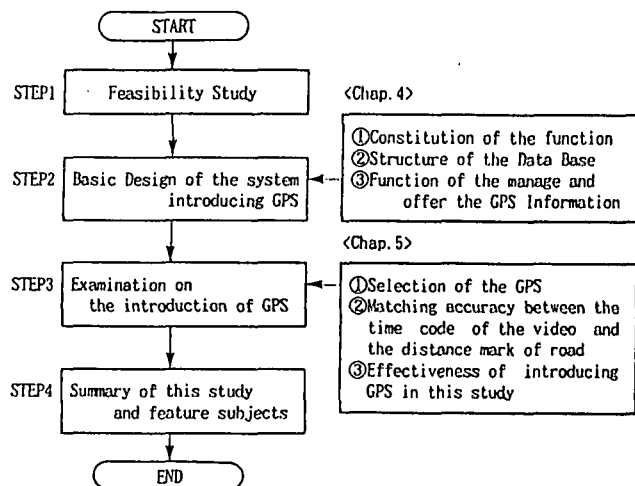 START
STEP1 Feasibility Study
<Chap.4>
①Constitution of the function
②Structure of the Data Base
③Function of the manage and
offer the GPS Information
STEP2 Basic Design of the system
introducing GPS
<Chap.5>
①Selection of the GPS
②Matching accuracy between the
time code of the video and
the distance mark of road
③Effectiveness of introducing
GPS in this study
STEP3 Examination on
the introduction of GPS
STEP4 Summary of this study
and feature subjects
END